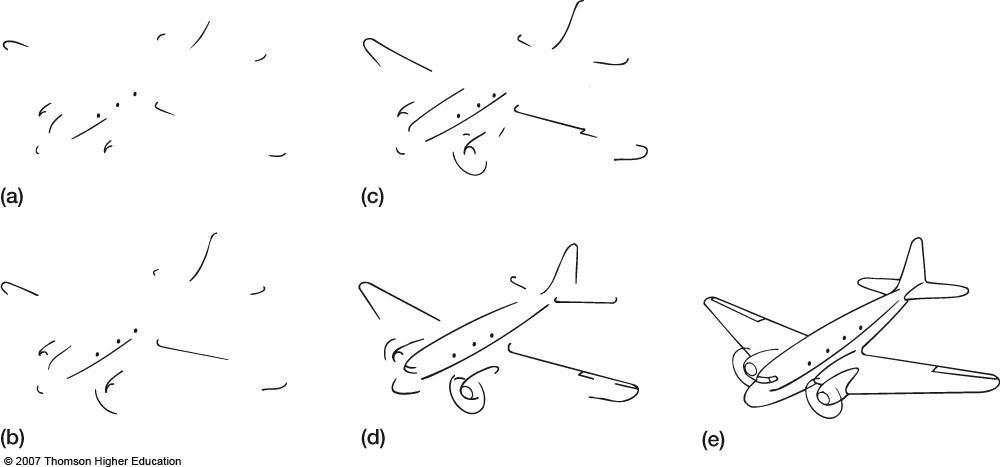 (a)
(c)
(b)
(d)
(e)
© 2007 Thomson Higher Education